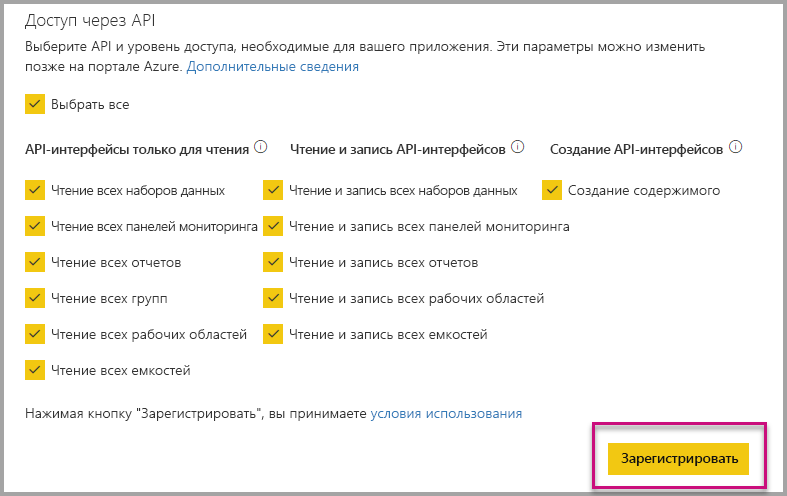 Доступ через API
Выберите API и уровень доступа, необходимые для вашего приложения. Эти параметры можно изменить
позже на портале Azure. Дополнительные сведения
Выбрать все
API-интерфейсы только для чтения
Чтение и запись API-интерфейсов
Создание API-интерфейсов
Чтение всех наборов данных
Чтение и запись всех наборов данных
Создание содержимого
Чтение всех панелей мониторинга
Чтение и запись всех панелей мониторинга
Чтение всех отчетов
Чтение и запись всех отчетов
Чтение всех групп
Чтение и запись всех рабочих областей
Чтение всех рабочих областей
Чтение и запись всех емкостей
Чтение всех емкостей
Нажимая кнопку "Зарегистрировать", вы принимаете условия использования
Зарегистрировать